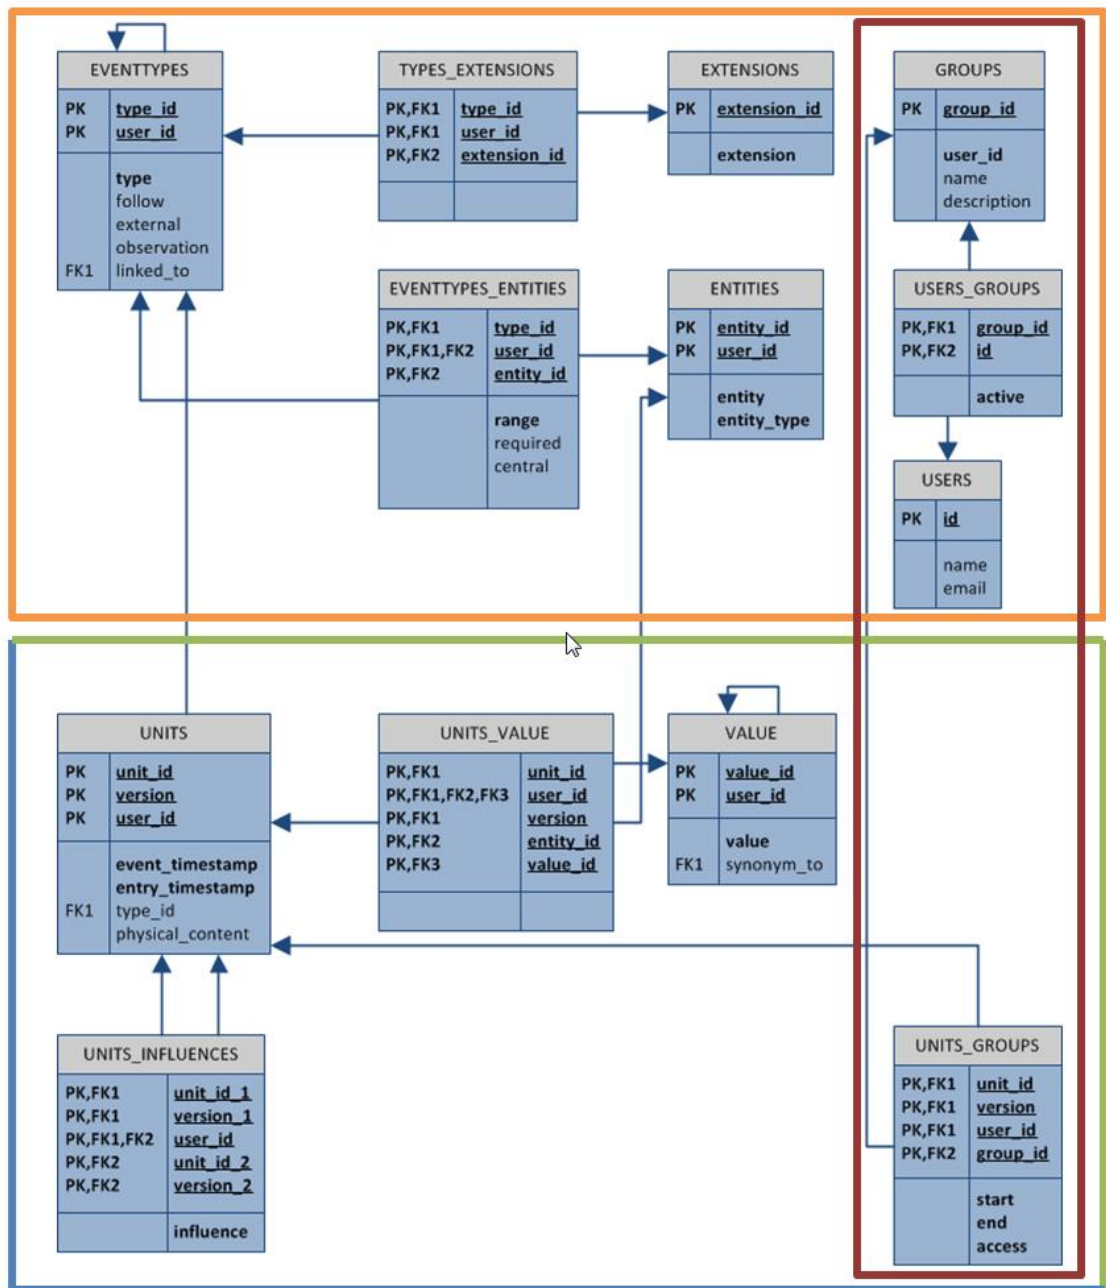 EVENTTYPES
PK type_id
PK user_id
type
follow
external
observation
FK1 linked_to
TYPES_EXTENSIONS
PK,FK1 type_id
PK,FK1 user_id
PK,FK2 extension_id
EXTENSIONS
PK extension_id
extension
GROUPS
PK group_id
user_id
name
description
EVENTTYPES_ENTITIES
PK,FK1 type_id
PK,FK1,FK2 user_id
PK,FK2 entity_id
range
required
central
ENTITIES
PK entity_id
PK user_id
entity
entity_type
USERS_GROUPS
PK,FK1 group_id
PK,FK2 id
active
USERS
PK id
name
email
UNITS
PK unit_id
PK version
PK user_id
event_timestamp
entry_timestamp
FK1 type_id
physical_content
UNITS_VALUE
PK,FK1 unit_id
PK,FK1,FK2,FK3 user_id
PK,FK1 version
PK,FK2 entity_id
PK,FK3 value_id
VALUE
PK value_id
PK user_id
value
FK1 synonym_to
UNITS_INFLUENCES
PK,FK1 unit_id_1
PK,FK1 version_1
PK,FK1,FK2 user_id
PK,FK2 unit_id_2
PK,FK2 version_2
influence
UNITS_GROUPS
PK,FK1 unit_id
PK,FK1 version
PK,FK1 user_id
PK,FK2 group_id
start
end
access